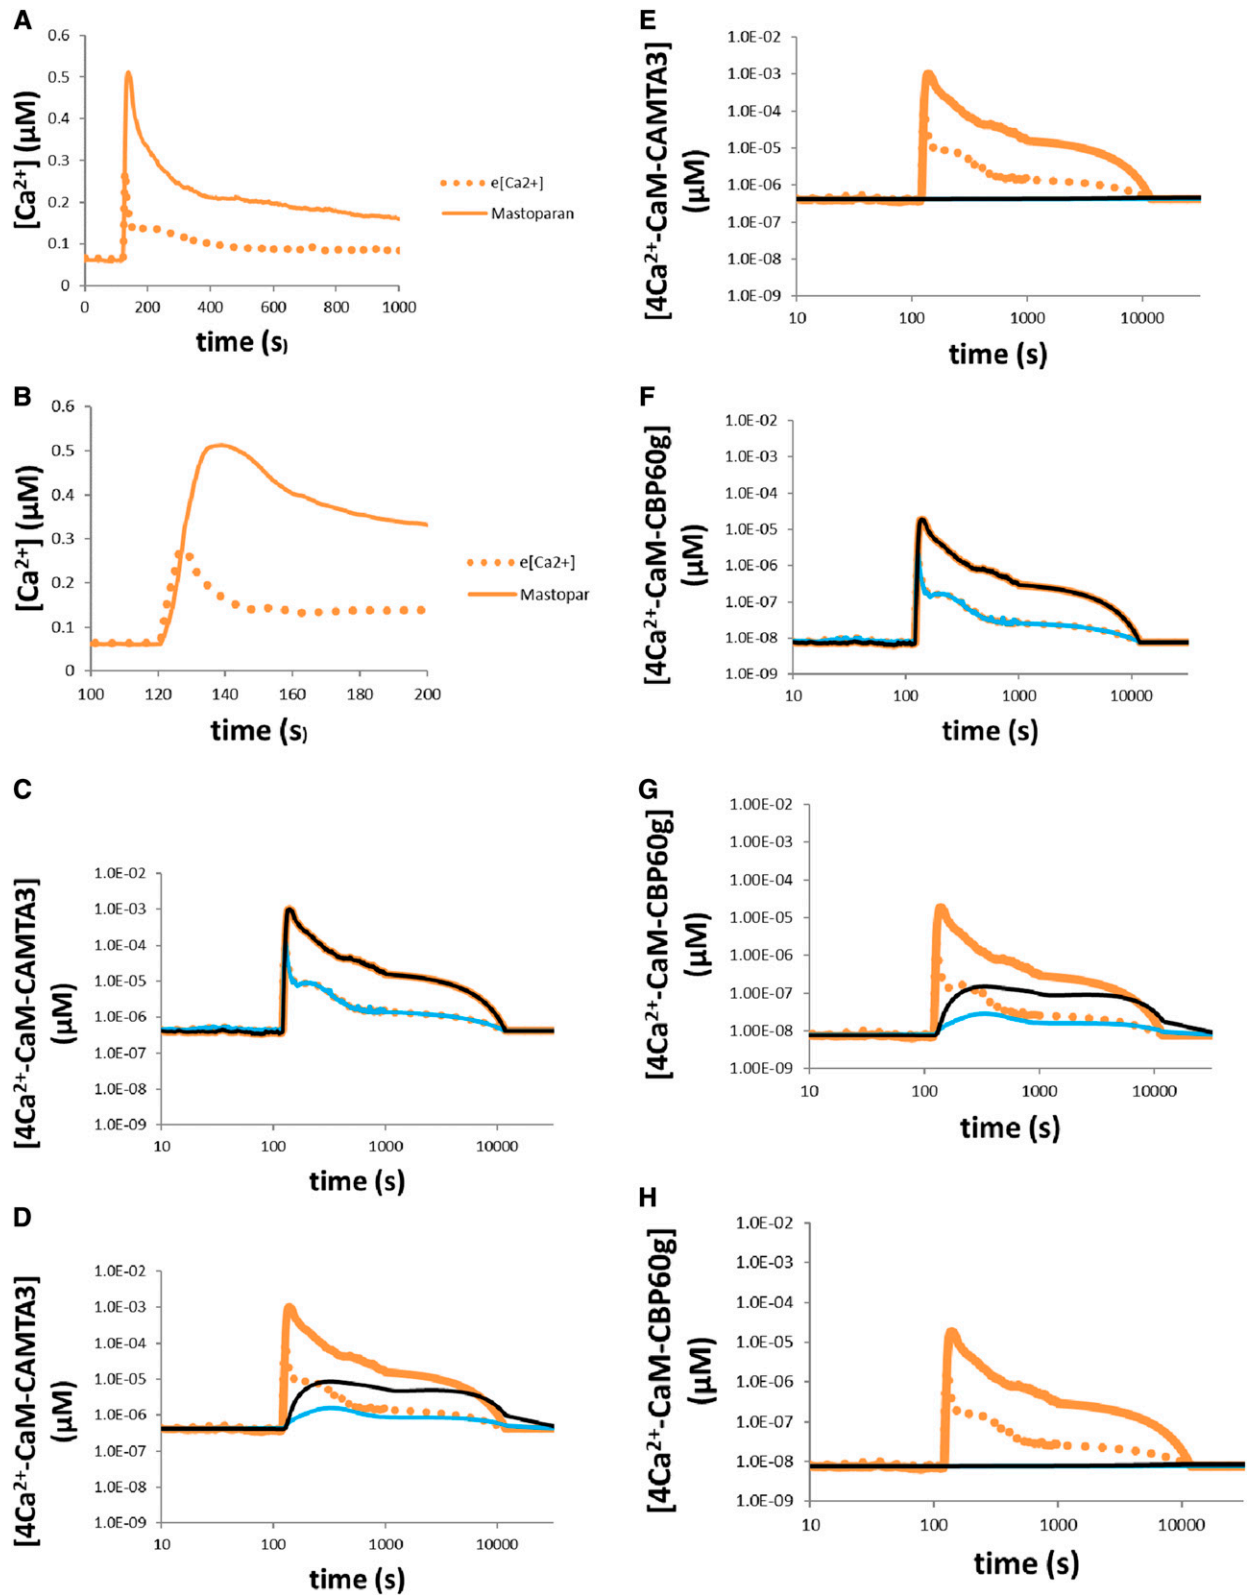 A
[Ca²⁺] (μM)
0.6
0.5
0.4
0.3
0.2
0.1
0
0 200 400 600 800 1000
time (s)
e[Ca2+]
Mastoparan
B
[Ca²⁺] (μM)
0.6
0.5
0.4
0.3
0.2
0.1
0
100 120 140 160 180 200
time (s)
e[Ca2+]
Mastopar
C
[4Ca²⁺-CaM-CAMTA3]
(μM)
1.0E-02
1.0E-03
1.0E-04
1.0E-05
1.0E-06
1.0E-07
1.0E-08
1.0E-09
10 100 1000 10000
time (s)
D
[4Ca²⁺-CaM-CAMTA3]
(μM)
1.0E-02
1.0E-03
1.0E-04
1.0E-05
1.0E-06
1.0E-07
1.0E-08
1.0E-09
10 100 1000 10000
time (s)
E
[4Ca²⁺-CaM-CAMTA3]
(μM)
1.0E-02
1.0E-03
1.0E-04
1.0E-05
1.0E-06
1.0E-07
1.0E-08
1.0E-09
10 100 1000 10000
time (s)
F
[4Ca²⁺-CaM-CBP60g]
(μM)
1.0E-02
1.0E-03
1.0E-04
1.0E-05
1.0E-06
1.0E-07
1.0E-08
1.0E-09
10 100 1000 10000
time (s)
G
[4Ca²⁺-CaM-CBP60g]
(μM)
1.00E-02
1.00E-03
1.00E-04
1.00E-05
1.00E-06
1.00E-07
1.00E-08
1.00E-09
10 100 1000 10000
time (s)
H
[4Ca²⁺-CaM-CBP60g]
(μM)
1.0E-02
1.0E-03
1.0E-04
1.0E-05
1.0E-06
1.0E-07
1.0E-08
1.0E-09
10 100 1000 10000
time (s)